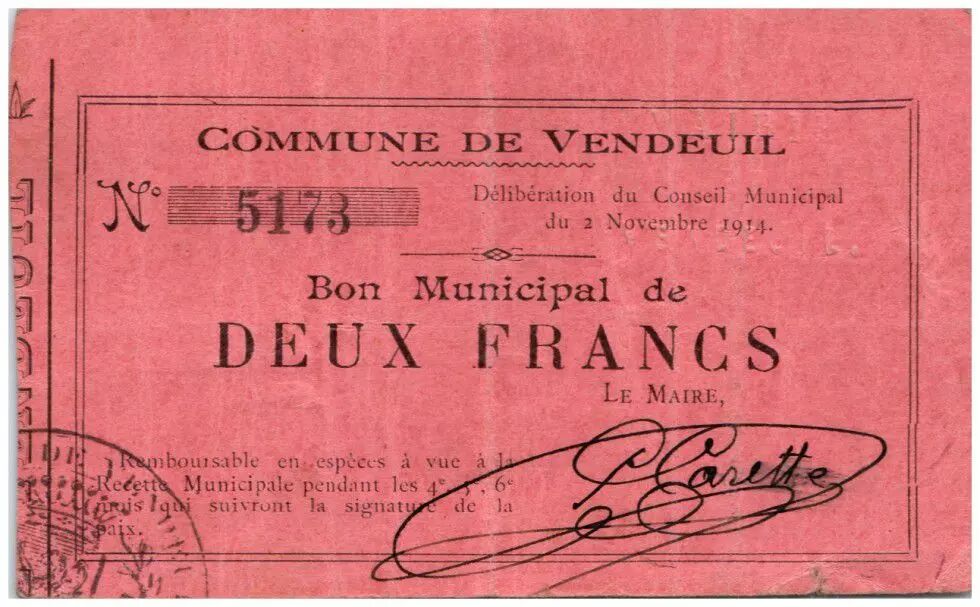 COMMUNE DE VENDEUIL
N° 5173
Délibération du Conseil Municipal
du 2 Novembre 1914.
Bon Municipal de
DEUX FRANCS
LE MAIRE,
Remboursable en espèces à vue à la
Recette Municipale pendant les 4e, 5e, 6e
mois qui suivront la signature de la
paix.
Carette